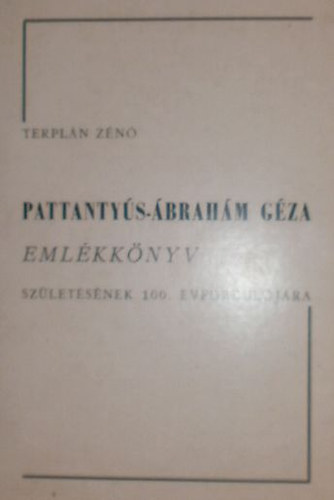 TERPLÁN ZÉNÓ
PATTANTYÚS-ÁBRAHÁM GÉZA
EMLÉKKÖNYV
SZÜLETÉSÉNEK 100. ÉVFORDULÓJÁRA